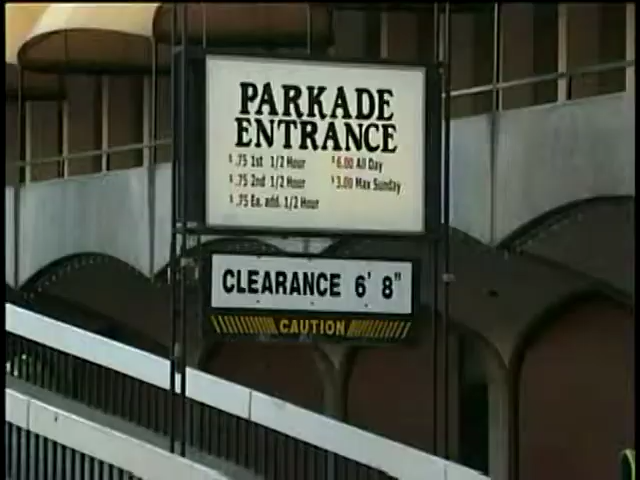 PARKADE
ENTRANCE
$.75 1st 1/2 Hour $6.00 All Day
$.75 2nd 1/2 Hour $3.00 Max Sunday
$.75 Ea. add. 1/2 Hour
CLEARANCE 6' 8"
CAUTION